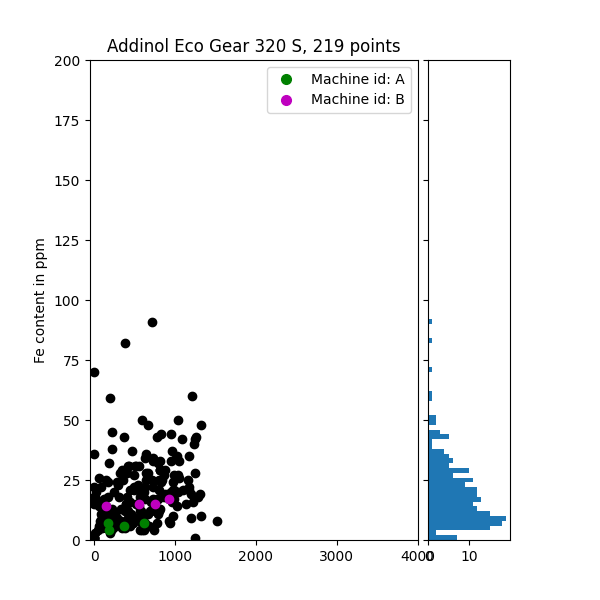 Addinol Eco Gear 320 S, 219 points
Machine id: A
Machine id: B
Fe content in ppm
200
175
150
125
100
75
50
25
0
0 1000 2000 3000 4000
0 10